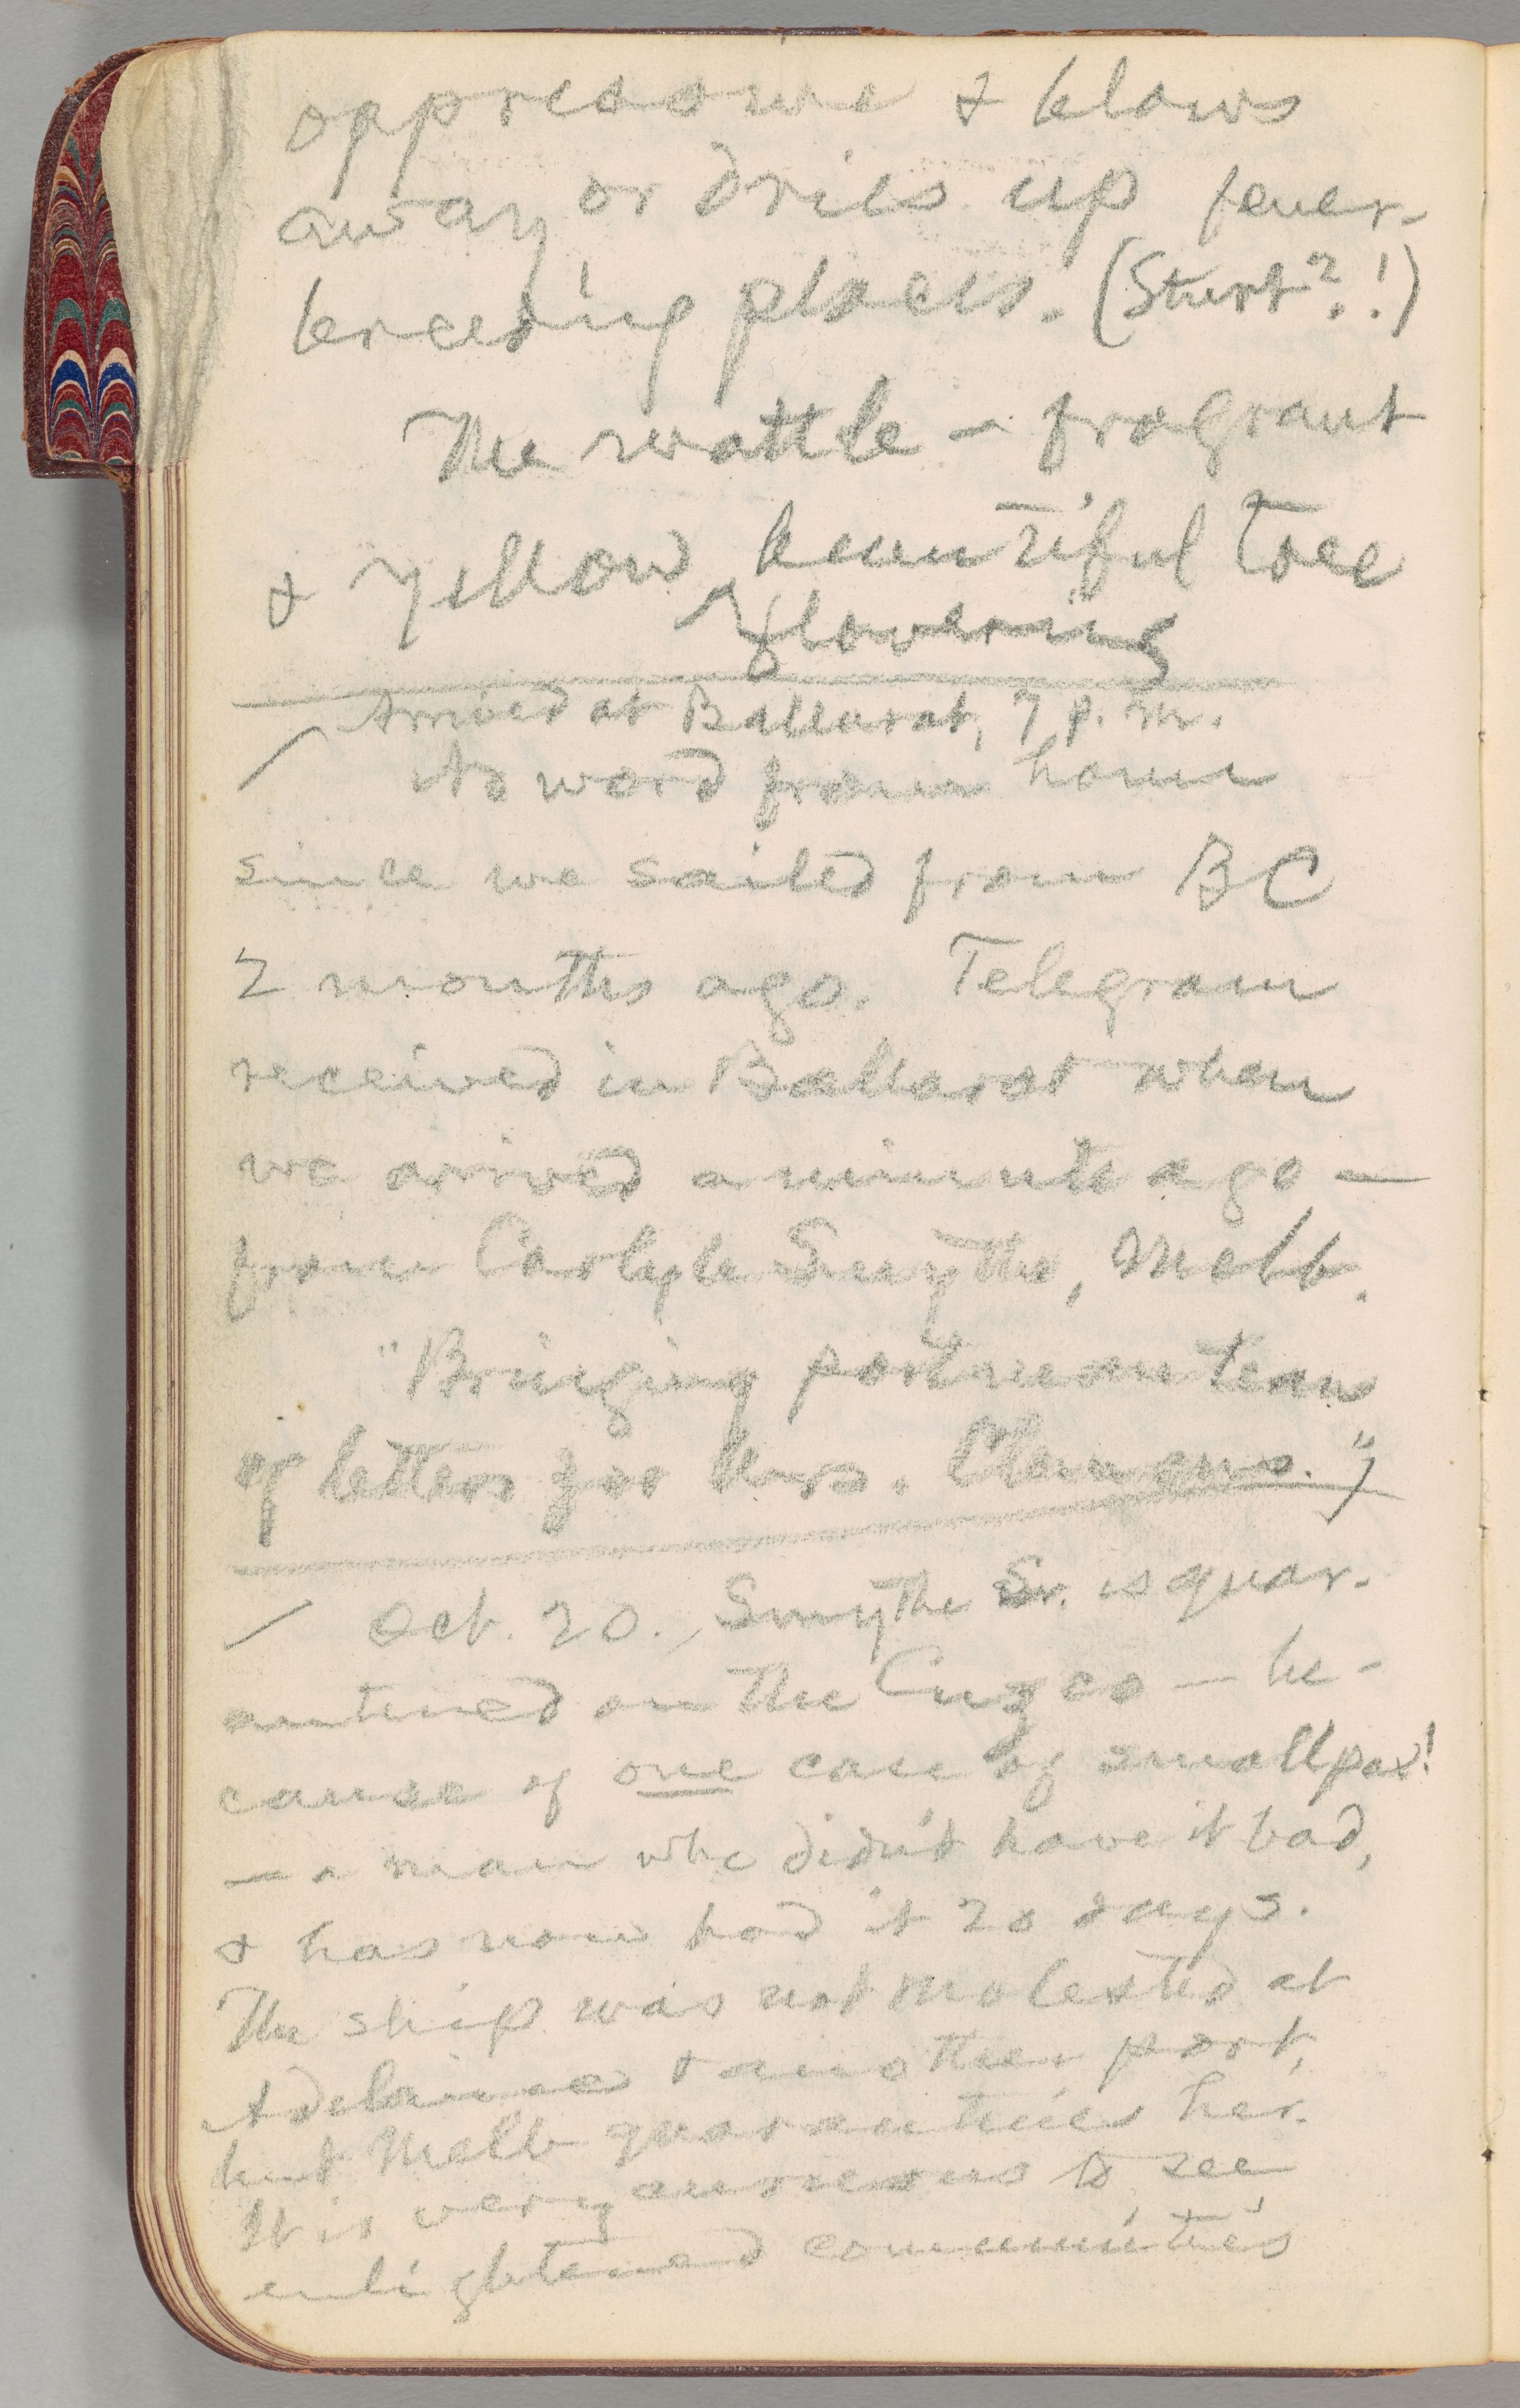 oppressive & blows
away or dries up fever-
breeding places. (Sturt?!)
The wattle — fragrant
& yellow, beautiful tree
flowering
Arrived at Ballarat, 7 p.m.
No word from home
since we sailed from BC
2 months ago. Telegram
received in Ballarat when
we arrived a minute ago —
from Carlyle Smythe, Melb.
"Bringing portmanteau
of letters for Mrs. Clemens."
Oct. 20. Smythe Sr. is quar-
antined on the Cuzco — be-
cause of one case of smallpox!
— a man who didn't have it bad,
& has now had it 20 days.
The ship was not molested at
Adelaide & another port,
but Melb quarantines her.
It is very curious to see
enlightened communities